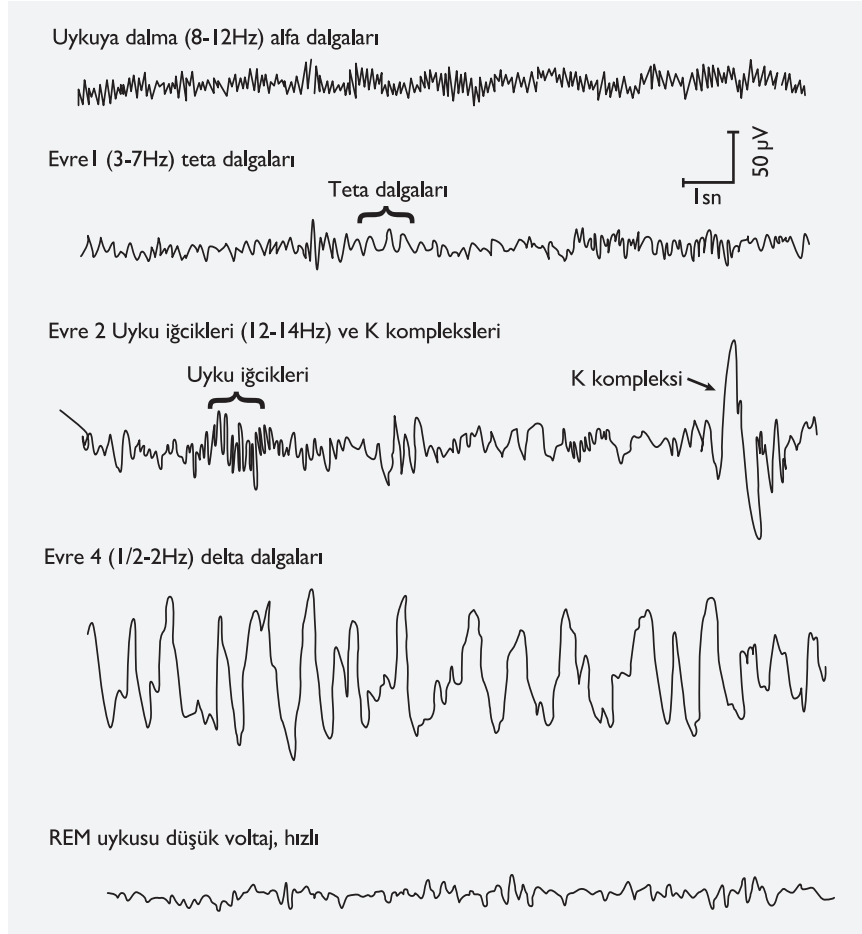 Uykuya dalma (8-12Hz) alfa dalgaları
Evre1 (3-7Hz) teta dalgaları
50 µV
1sn
Teta dalgaları
Evre 2 Uyku iğcikleri (12-14Hz) ve K kompleksleri
Uyku iğcikleri
K kompleksi
Evre 4 (1/2-2Hz) delta dalgaları
REM uykusu düşük voltaj, hızlı